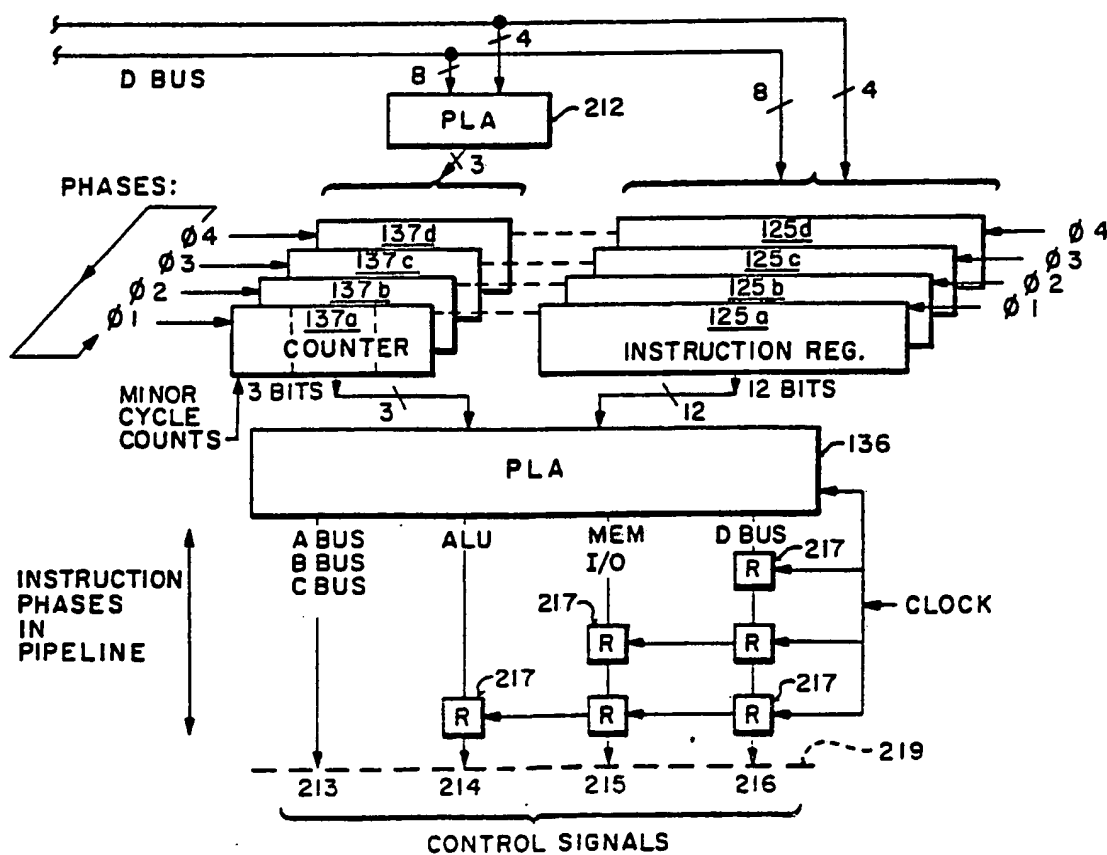 4
8
D BUS
8
4
PLA
212
3
PHASES:
Ø4
137d
125d
Ø4
Ø3
137c
125c
Ø3
Ø2
137b
125b
Ø2
Ø1
137a
125a
Ø1
COUNTER
INSTRUCTION REG.
MINOR
CYCLE
COUNTS
3 BITS
3
12
12 BITS
PLA
136
A BUS
B BUS
C BUS
ALU
MEM
I/O
D BUS
R
217
INSTRUCTION
PHASES
IN
PIPELINE
217
CLOCK
R
R
217
R
R
R
217
219
213
214
215
216
CONTROL SIGNALS